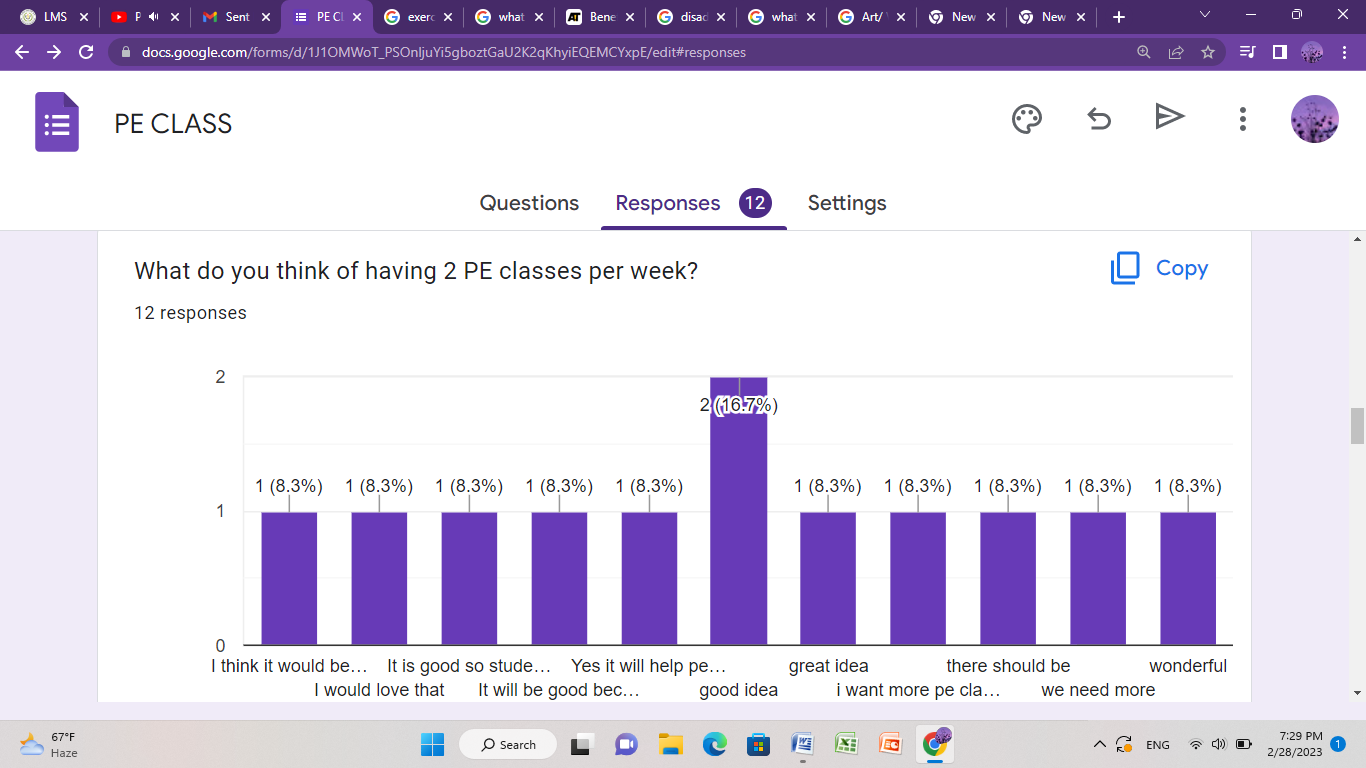 LMS
P
Sent
PE Cl
exerc
what
AT
Bene
disad
what
Art/
New
New
docs.google.com/forms/d/1J1OMWoT_PSOnIjuYi5gboztGaU2K2qKhyiEQEMCYxpE/edit#responses
PE CLASS
Questions
Responses 12
Settings
What do you think of having 2 PE classes per week?
Copy
12 responses
2
2 (16.7%)
1 (8.3%) 1 (8.3%) 1 (8.3%) 1 (8.3%) 1 (8.3%) 1 (8.3%) 1 (8.3%) 1 (8.3%) 1 (8.3%) 1 (8.3%)
1
0
I think it would be…
I would love that
It is good so stude…
It will be good bec…
Yes it will help pe…
good idea
great idea
i want more pe cla…
there should be
we need more
wonderful
67°F
Haze
Search
ENG
7:29 PM
2/28/2023
1